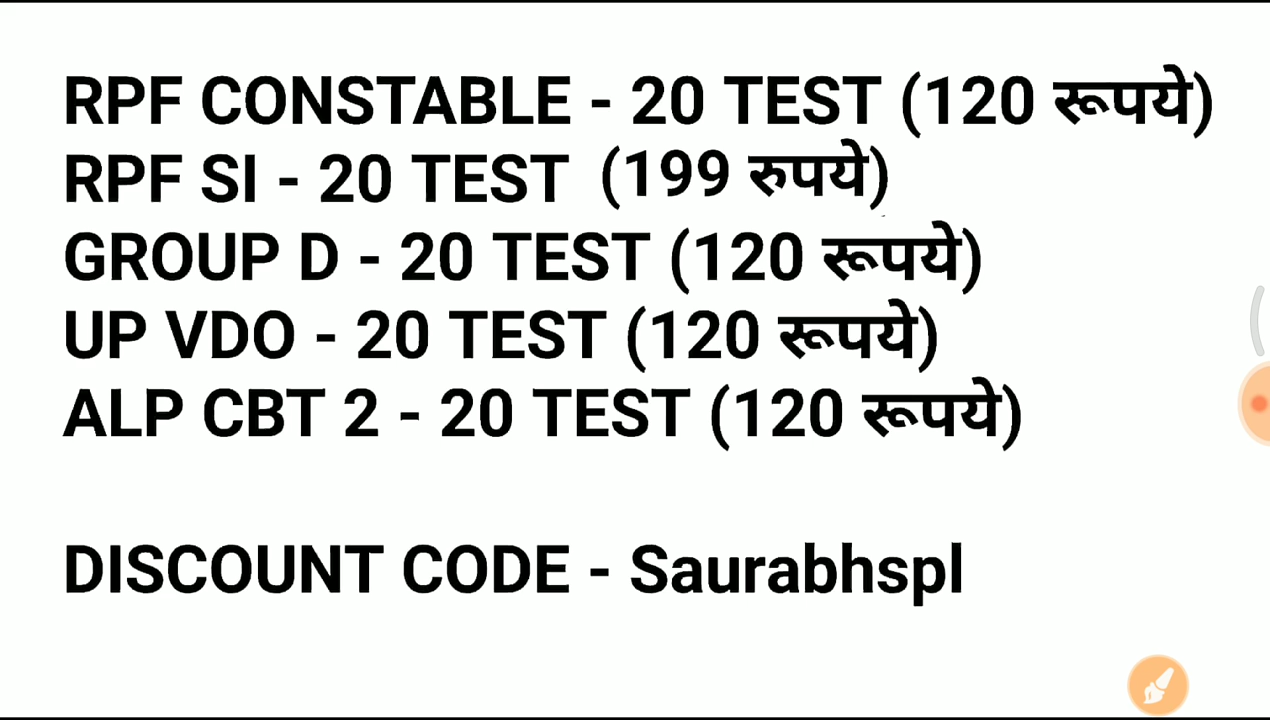 RPF CONSTABLE - 20 TEST (120 रूपये)
RPF SI - 20 TEST (199 रुपये)
GROUP D - 20 TEST (120 रूपये)
UP VDO - 20 TEST (120 रूपये)
ALP CBT 2 - 20 TEST (120 रूपये)
DISCOUNT CODE - Saurabhspl